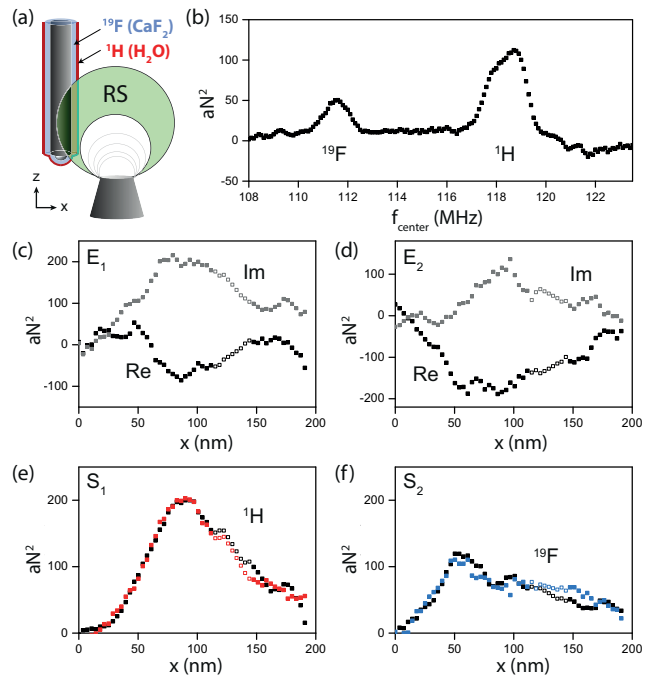 (a)
¹⁹F (CaF₂)
¹H (H₂O)
RS
z
x
(b)
aN²
150
100
50
0
-50
¹⁹F
¹H
108 110 112 114 116 118 120 122
f_center (MHz)
(c)
E₁
Im
Re
aN²
200
100
0
-100
0 50 100 150 200
x (nm)
(d)
E₂
Im
Re
aN²
100
0
-100
-200
0 50 100 150 200
x (nm)
(e)
S₁
¹H
aN²
200
100
0
0 50 100 150 200
x (nm)
(f)
S₂
¹⁹F
aN²
200
100
0
0 50 100 150 200
x (nm)